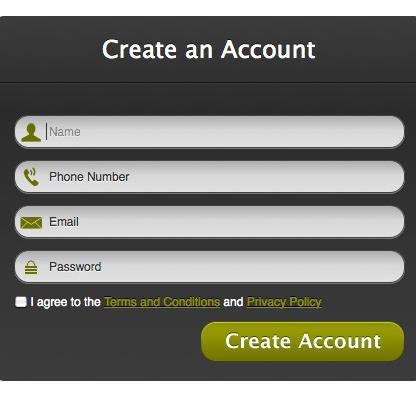 Create an Account
Name
Phone Number
Email
Password
I agree to the Terms and Conditions and Privacy Policy
Create Account